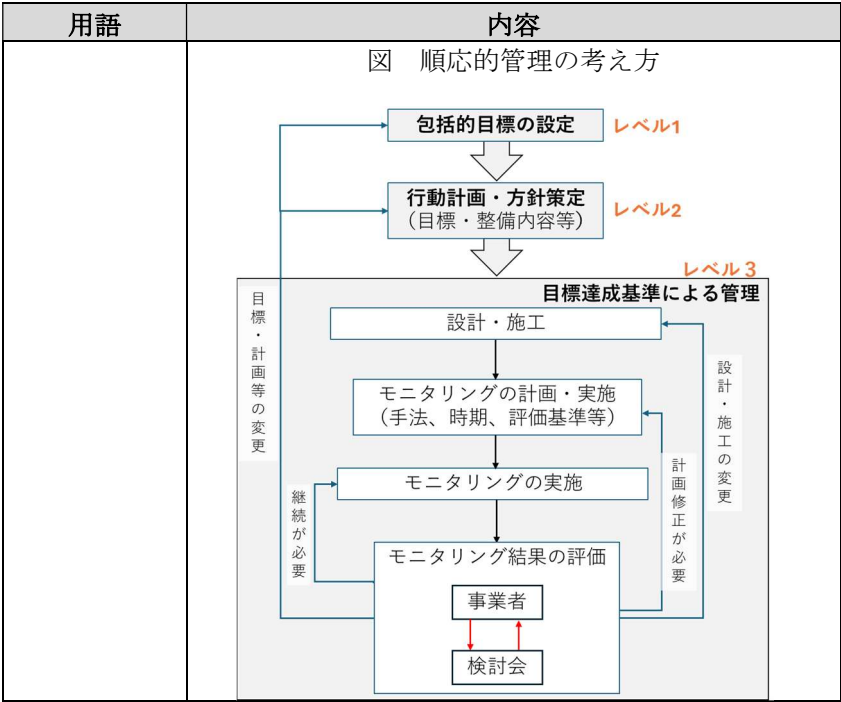 用語
内容
図　順応的管理の考え方
包括的目標の設定
レベル1
行動計画・方針策定
（目標・整備内容等）
レベル2
レベル３
目標達成基準による管理
目標・計画等の変更
設計・施工
設計・施工の変更
モニタリングの計画・実施
（手法、時期、評価基準等）
計画修正が必要
モニタリングの実施
継続が必要
モニタリング結果の評価
事業者
検討会